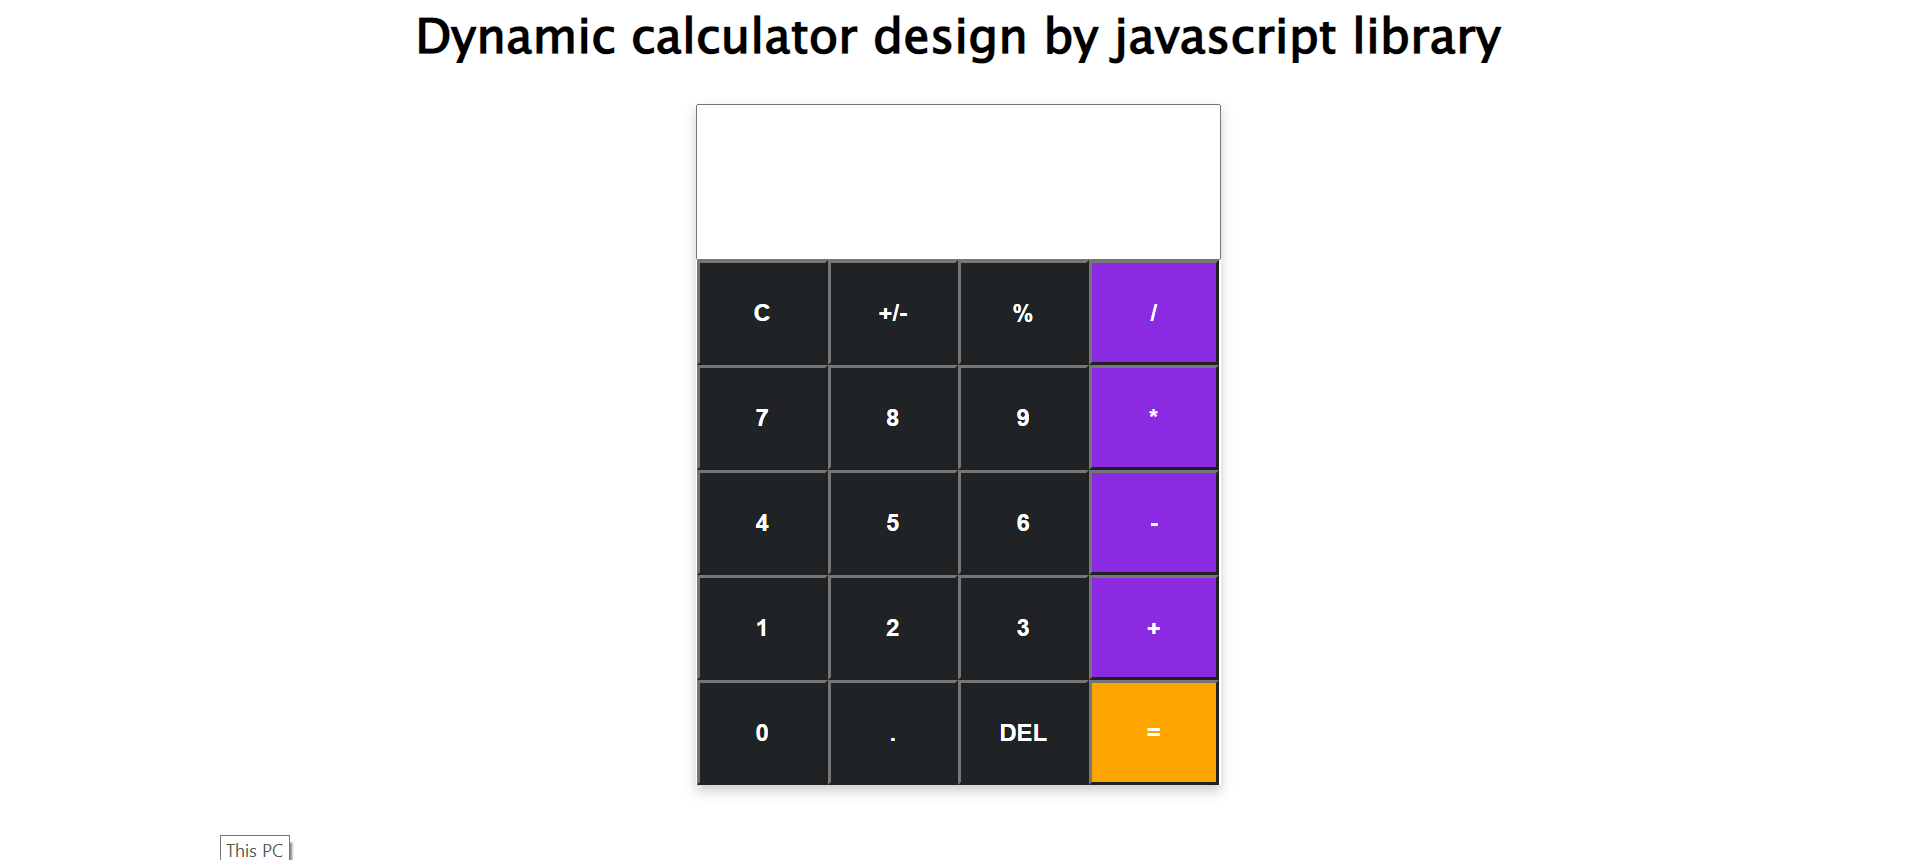 Dynamic calculator design by javascript library
C +/- % /
7 8 9 *
4 5 6 -
1 2 3 +
0 . DEL =
This PC